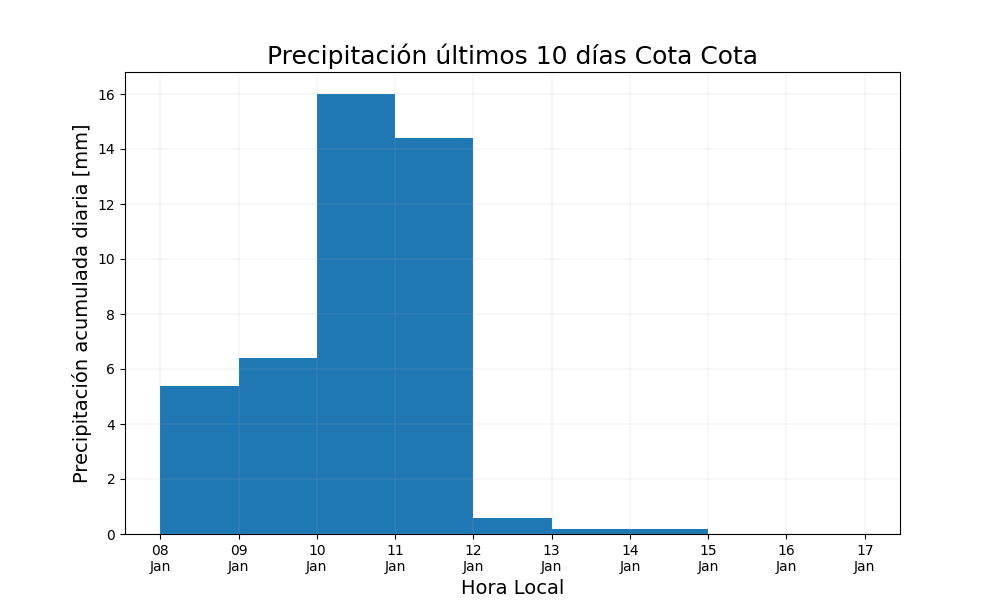 Precipitación últimos 10 días Cota Cota
Precipitación acumulada diaria [mm]
16
14
12
10
8
6
4
2
0
08 09 10 11 12 13 14 15 16 17
Jan Jan Jan Jan Jan Jan Jan Jan Jan Jan
Hora Local